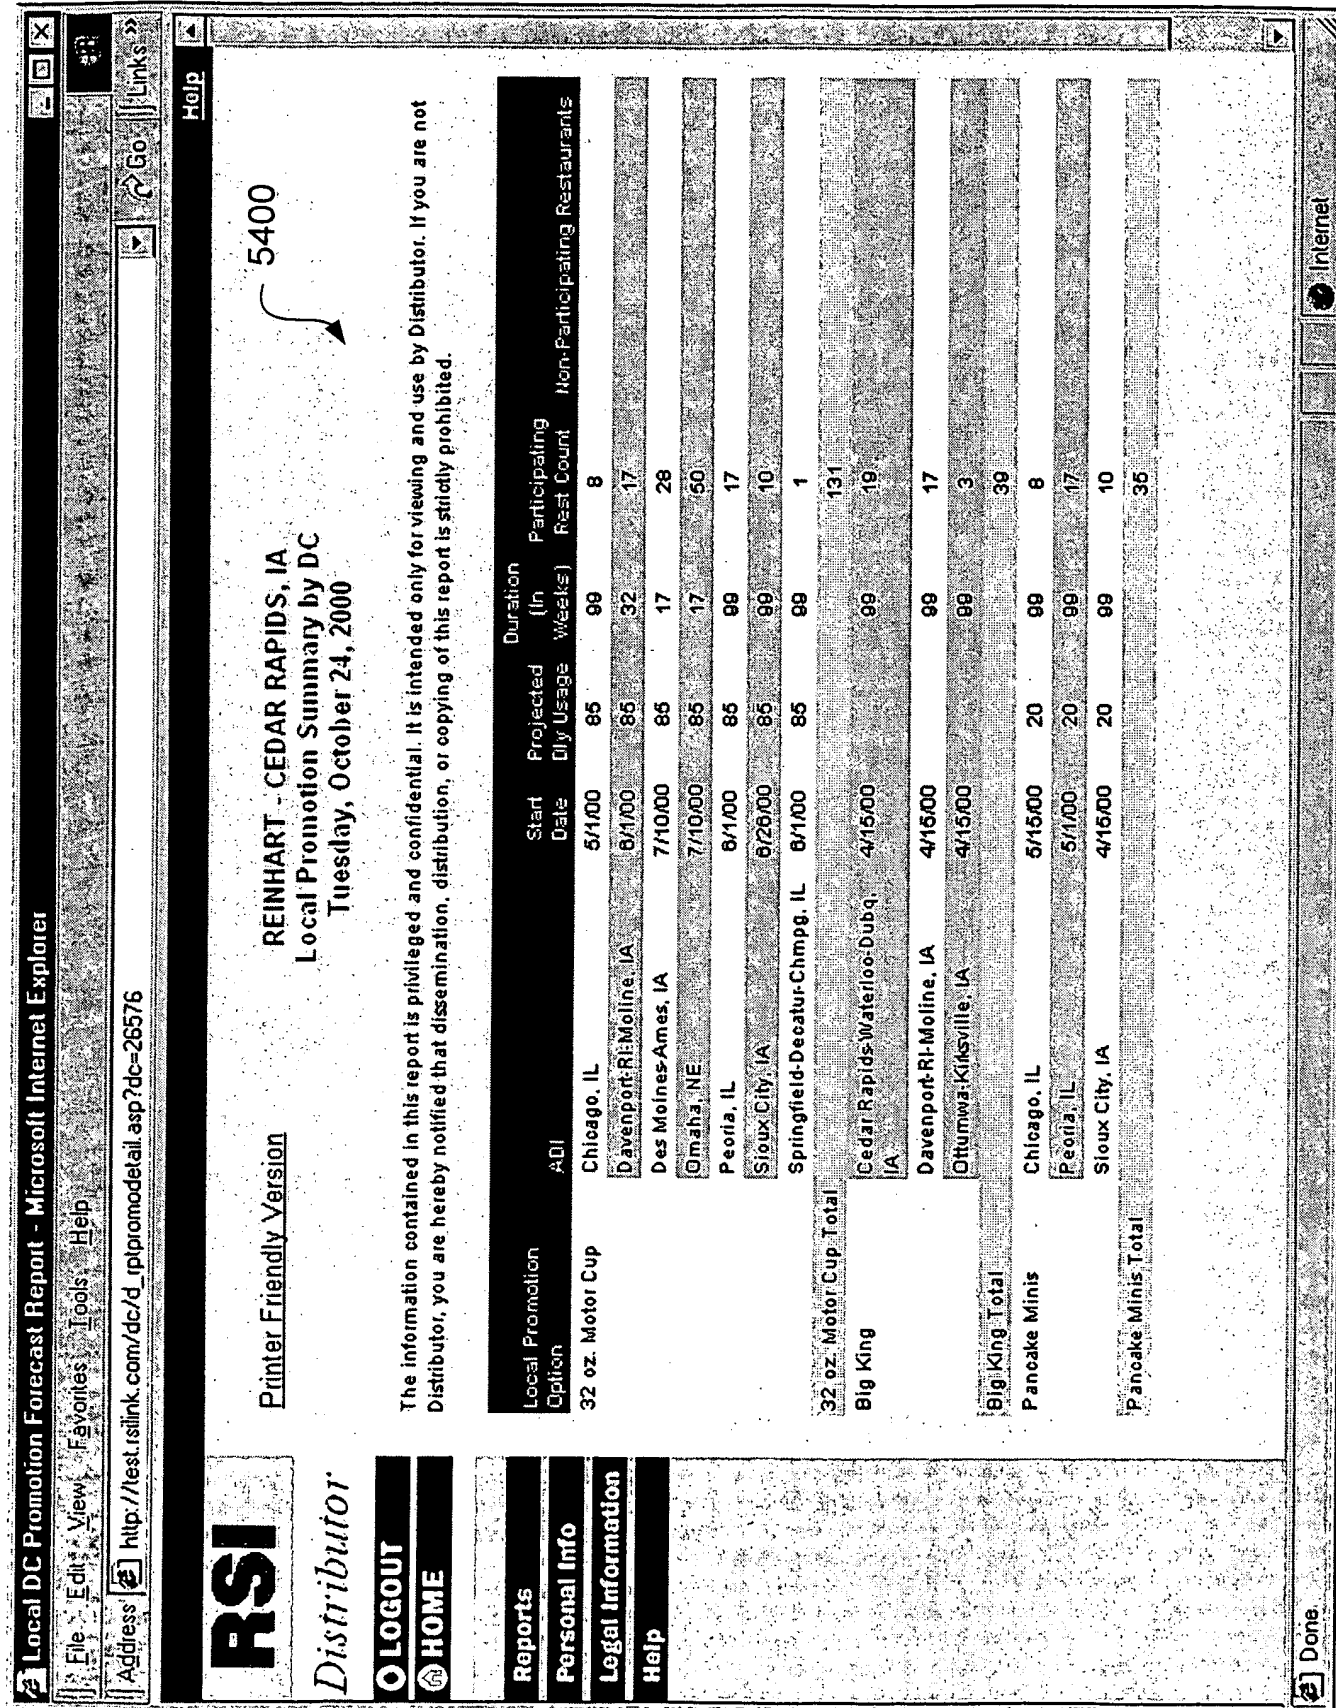 Local DC Promotion Forecast Report - Microsoft Internet Explorer
File Edit View Favorites Tools Help
Address http://test.rstilink.com/dc/d_rptpromodetail.asp?dc=26576 Go Links »
Help
RSI
Distributor
LOGOUT
HOME
Reports
Personal Info
Legal Information
Help
Printer Friendly Version
REINHART - CEDAR RAPIDS, IA
Local Promotion Summary by DC
Tuesday, October 24, 2000
5400
The information contained in this report is privileged and confidential. It is intended only for viewing and use by Distributor. If you are not
Distributor, you are hereby notified that dissemination, distribution, or copying of this report is strictly prohibited.
Local Promotion Option ADI Start Date Projected Dly Usage Duration (In Weeks) Participating Rest Count Non-Participating Restaurants
32 oz. Motor Cup Chicago, IL 5/1/00 85 99 8
Davenport-RI-Moline, IA 6/1/00 85 32 17
Des Moines-Ames, IA 7/10/00 85 17 28
Omaha, NE 7/10/00 85 17 50
Peoria, IL 6/1/00 85 99 17
Sioux City, IA 6/26/00 85 99 10
Springfield-Decatur-Chmpg, IL 6/1/00 85 99 1
32 oz. Motor Cup Total 131
Big King Cedar Rapids-Waterloo-Dubq, IA 4/15/00 99 19
Davenport-RI-Moline, IA 4/15/00 99 17
Ottumwa-Kirksville, IA 4/15/00 99 3
Big King Total 39
Pancake Minis Chicago, IL 5/15/00 20 99 8
Peoria, IL 5/1/00 20 99 17
Sioux City, IA 4/15/00 20 99 10
Pancake Minis Total 35
Done Internet